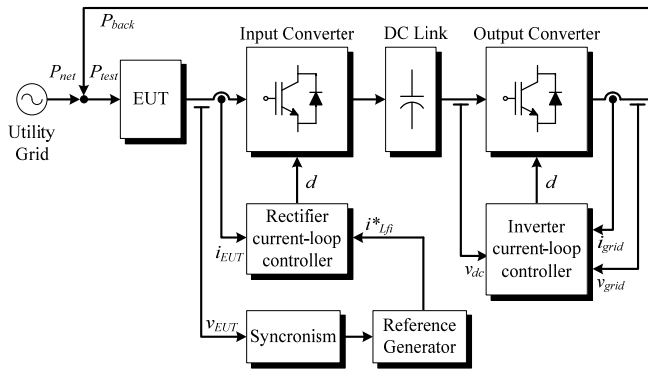 P_back
Input Converter
DC Link
Output Converter
P_net
P_test
EUT
Utility
Grid
d
d
Rectifier
current-loop
controller
i*_Lfi
i_EUT
Inverter
current-loop
controller
i_grid
v_dc
v_grid
v_EUT
Syncronism
Reference
Generator